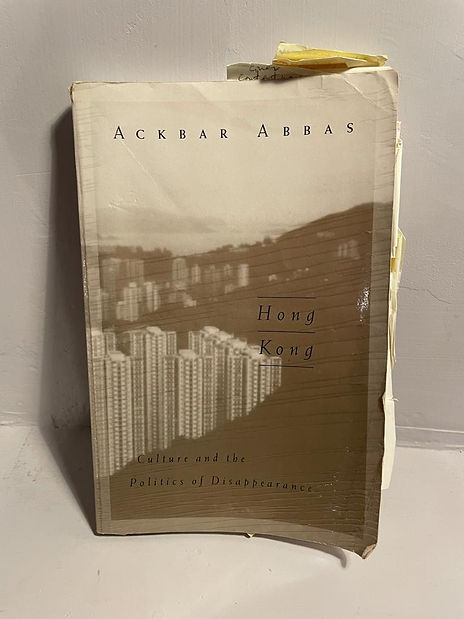 ACKBAR ABBAS
Hong
Kong
Culture and the
Politics of Disappearance